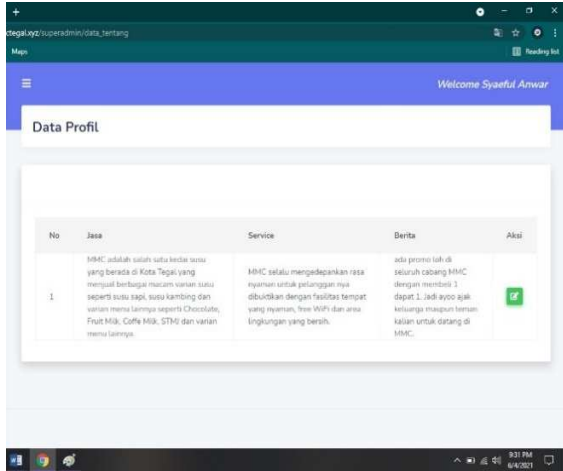 ctegal.xyz/superadmin/data_tentang
Maps
Reading list
Welcome Syaeful Anwar
Data Profil
No Jasa Service Berita Aksi
1
MMC adalah salah satu kedai susu
yang berada di Kota Tegal yang
menjual berbagai macam varian susu
seperti susu sapi, susu kambing dan
varian menu lainnya seperti Chocolate,
Fruit Milk, Coffe Milk, STMJ dan varian
menu lainnya.
MMC selalu mengedepankan rasa
nyaman untuk pelanggan nya
dibuktikan dengan fasilitas tempat
yang nyaman, free WiFi dan area
lingkungan yang bersih.
ada promo loh di
seluruh cabang MMC
dengan membeli 1
dapat 1. Jadi ayoo ajak
keluarga maupun teman
kalian untuk datang di
MMC.
9:31 PM
6/4/2021